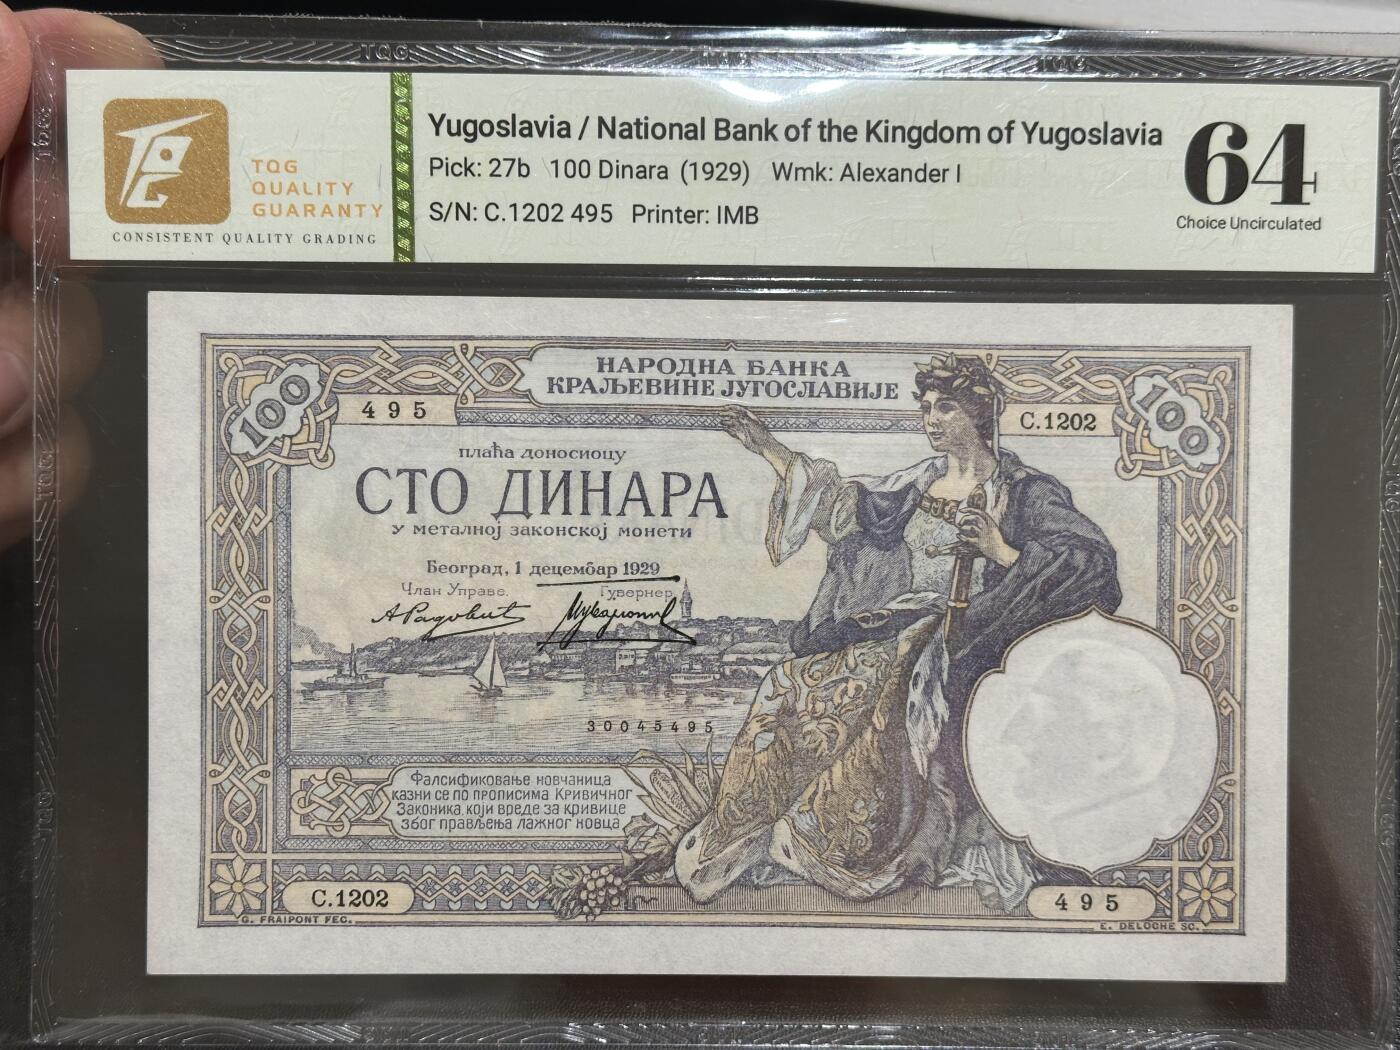 TQG
QUALITY
GUARANTY
CONSISTENT QUALITY GRADING
Yugoslavia / National Bank of the Kingdom of Yugoslavia
Pick: 27b 100 Dinara (1929) Wmk: Alexander I
S/N: C.1202 495 Printer: IMB
64
Choice Uncirculated
НАРОДНА БАНКА
КРАЉЕВИНЕ ЈУГОСЛАВИЈЕ
100
495
C.1202
100
плаћа доносиоцу
СТО ДИНАРА
у металној законској монети
Београд, 1 децембар 1929
Члан Управе.
Гувернер,
А Радовић
30045495
Фалсификовање новчаница
казни се по прописима Кривичног
Законика, који вреде за кривице
због прављења лажног новца
C.1202
495
G. FRAIPONT FEC.
E. DELOCHE SC.